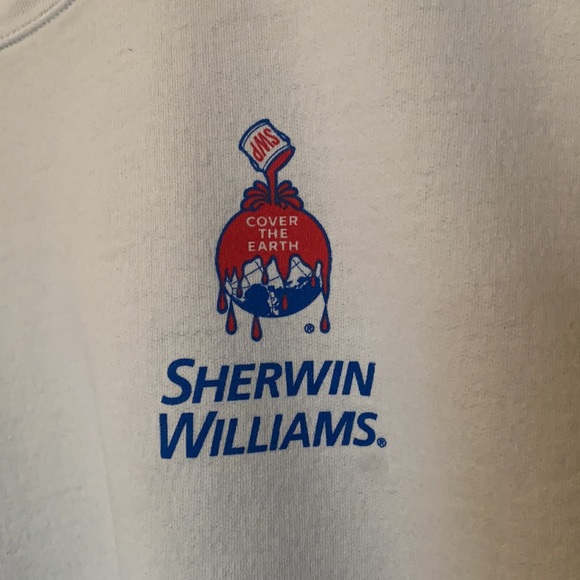 SWP
COVER
THE
EARTH
®
SHERWIN
WILLIAMS®